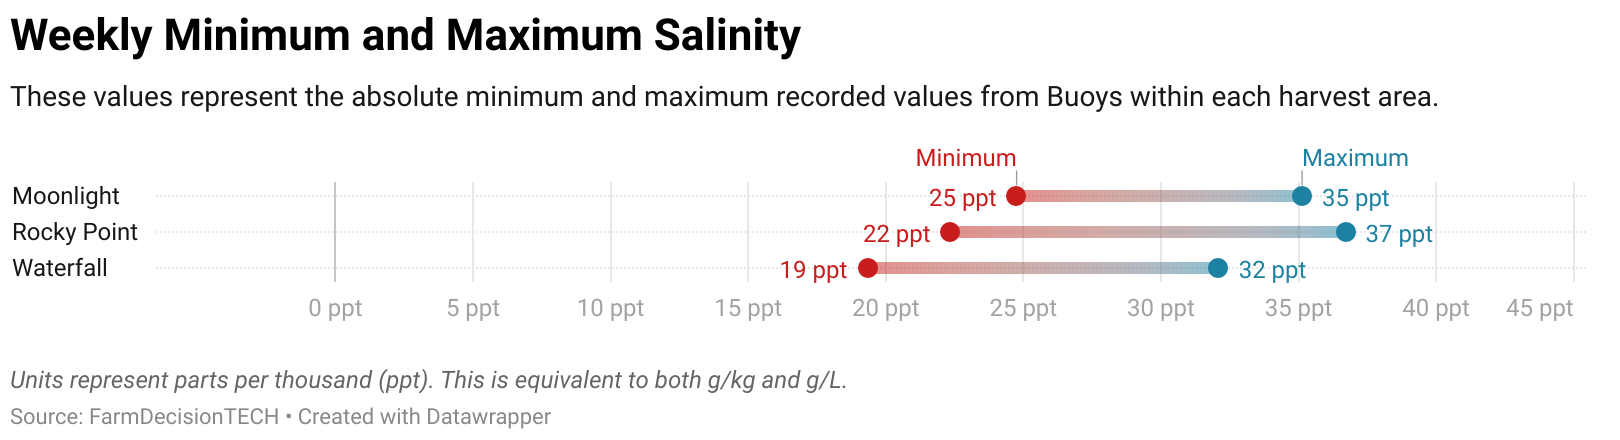 Weekly Minimum and Maximum Salinity
These values represent the absolute minimum and maximum recorded values from Buoys within each harvest area.
Minimum Maximum
Moonlight 25 ppt 35 ppt
Rocky Point 22 ppt 37 ppt
Waterfall 19 ppt 32 ppt
0 ppt 5 ppt 10 ppt 15 ppt 20 ppt 25 ppt 30 ppt 35 ppt 40 ppt 45 ppt
Units represent parts per thousand (ppt). This is equivalent to both g/kg and g/L.
Source: FarmDecisionTECH • Created with Datawrapper